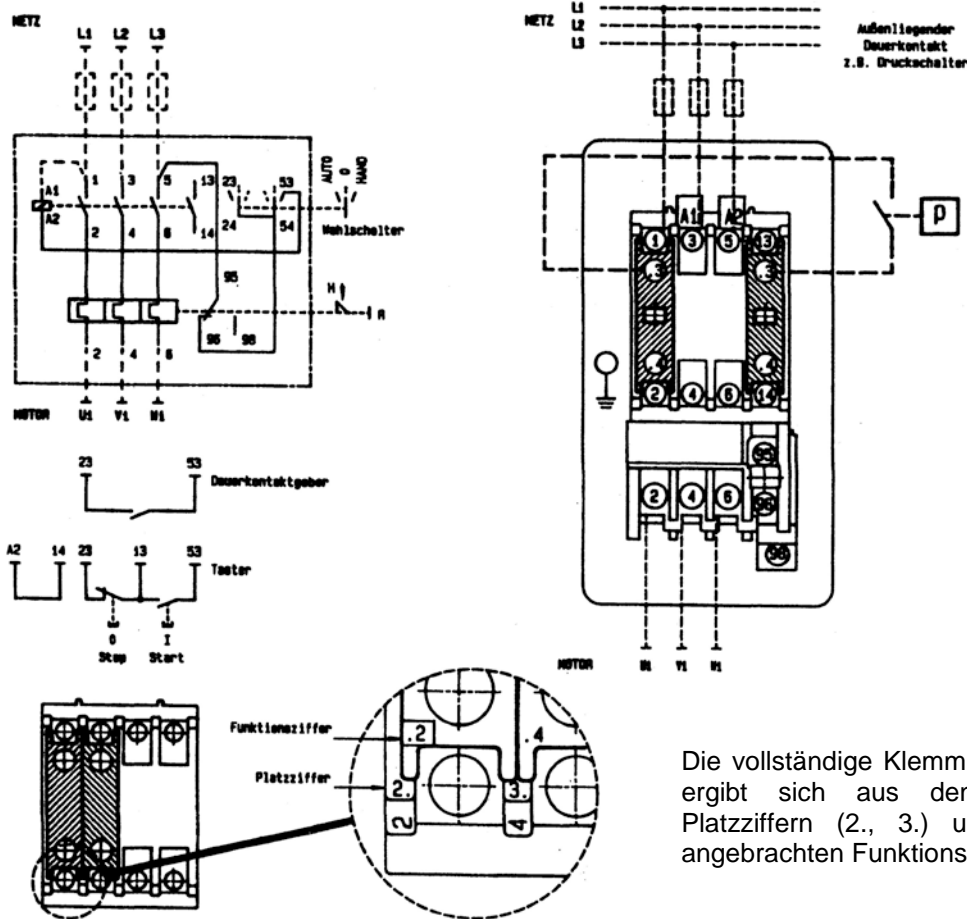 NETZ
L1 L2 L3
1 3 5 13 23 53
A1
A2
2 4 6 14 24 54
AUTO
0
HAND
Wahlschalter
95
H
R
96 98
2 4 6
MOTOR U1 V1 W1
23 53
Dauerkontaktgeber
A2 14 23 13 53
Taster
0 I
Stop Start
NETZ
L1
L2
L3
Außenliegender
Dauerkontakt
z.B. Druckschalter
p
A1 A2
1 3 5 13
.3 .3
.4 .4
2 4 6 14
95
2 4 6 96
98
MOTOR U1 V1 W1
Funktionsziffer
.2 .4
Platzziffer
2. 3.
2 4
Die vollständige Klemm
ergibt sich aus der
Platzziffern (2., 3.) u
angebrachten Funktions